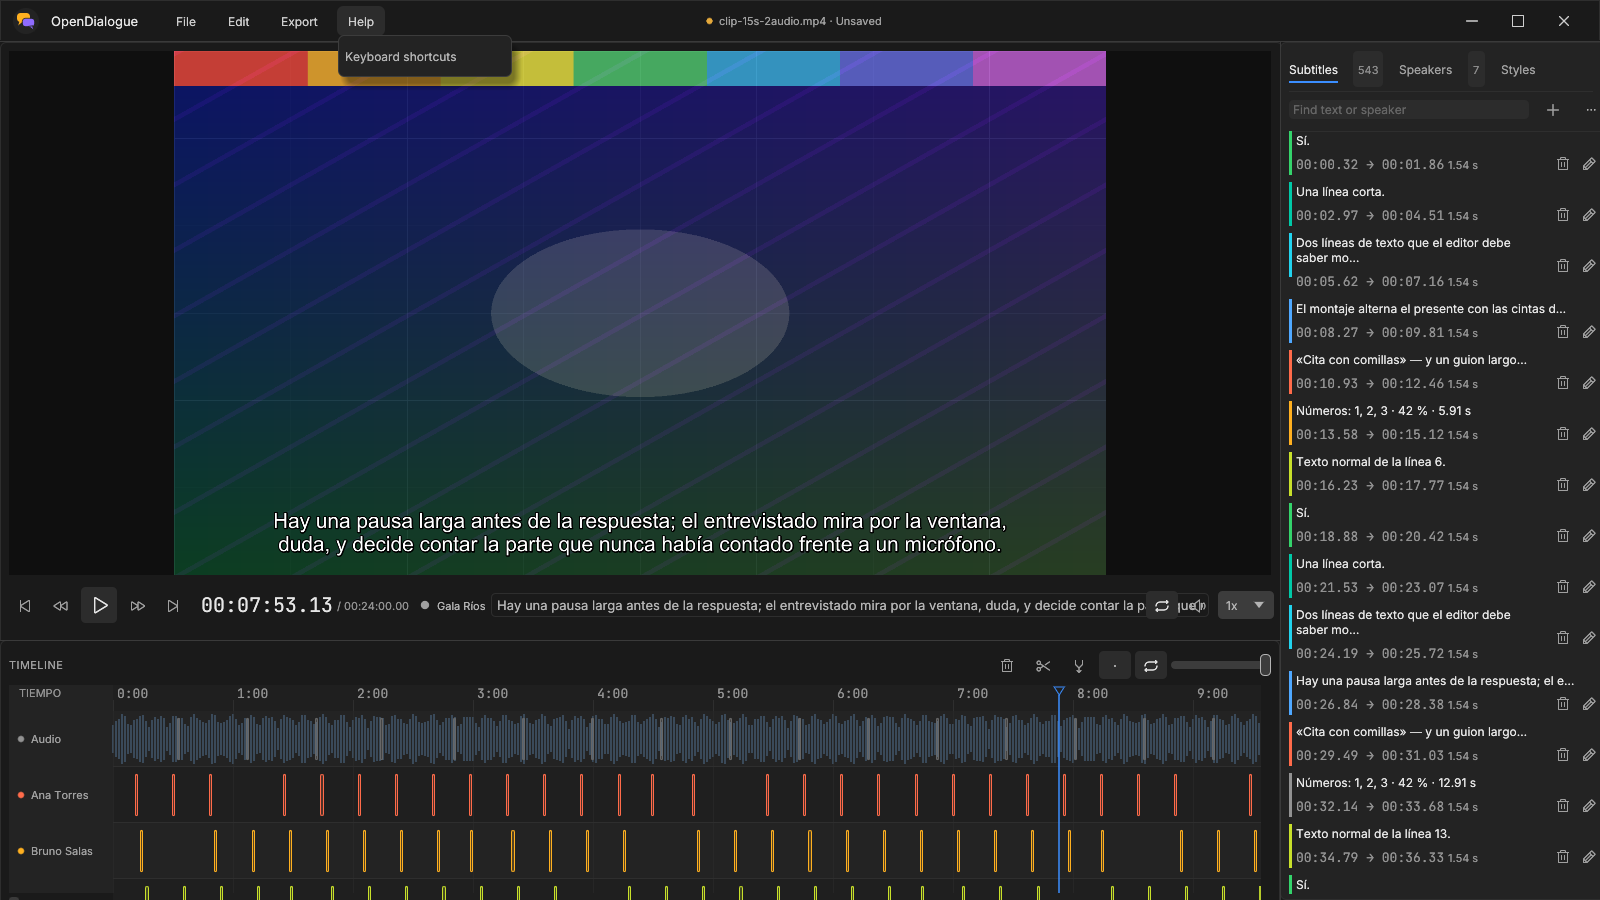 OpenDialogue
File
Edit
Export
Help
clip-15s-2audio.mp4 · Unsaved
Keyboard shortcuts
Hay una pausa larga antes de la respuesta; el entrevistado mira por la ventana,
duda, y decide contar la parte que nunca había contado frente a un micrófono.
00:07:53.13 / 00:24:00.00
Gala Ríos
Hay una pausa larga antes de la respuesta; el entrevistado mira por la ventana, duda, y decide contar la
1x
TIMELINE
TIEMPO
0:00 1:00 2:00 3:00 4:00 5:00 6:00 7:00 8:00 9:00
Audio
Ana Torres
Bruno Salas
Subtitles 543 Speakers 7 Styles
Find text or speaker
Sí.
00:00.32 → 00:01.86 1.54 s
Una línea corta.
00:02.97 → 00:04.51 1.54 s
Dos líneas de texto que el editor debe
saber mo...
00:05.62 → 00:07.16 1.54 s
El montaje alterna el presente con las cintas d...
00:08.27 → 00:09.81 1.54 s
«Cita con comillas» — y un guion largo...
00:10.93 → 00:12.46 1.54 s
Números: 1, 2, 3 · 42 % · 5.91 s
00:13.58 → 00:15.12 1.54 s
Texto normal de la línea 6.
00:16.23 → 00:17.77 1.54 s
Sí.
00:18.88 → 00:20.42 1.54 s
Una línea corta.
00:21.53 → 00:23.07 1.54 s
Dos líneas de texto que el editor debe
saber mo...
00:24.19 → 00:25.72 1.54 s
Hay una pausa larga antes de la respuesta; el e...
00:26.84 → 00:28.38 1.54 s
«Cita con comillas» — y un guion largo...
00:29.49 → 00:31.03 1.54 s
Números: 1, 2, 3 · 42 % · 12.91 s
00:32.14 → 00:33.68 1.54 s
Texto normal de la línea 13.
00:34.79 → 00:36.33 1.54 s
Sí.